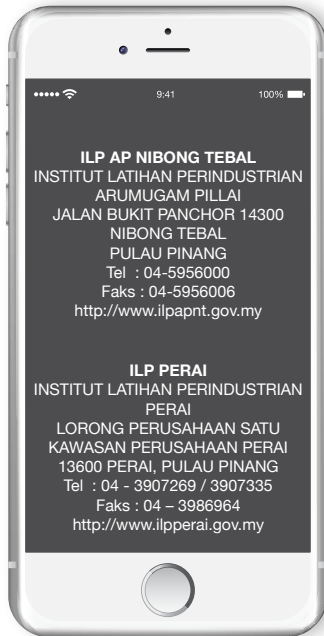 9:41
100%
ILP AP NIBONG TEBAL
INSTITUT LATIHAN PERINDUSTRIAN
ARUMUGAM PILLAI
JALAN BUKIT PANCHOR 14300
NIBONG TEBAL
PULAU PINANG
Tel : 04-5956000
Faks : 04-5956006
http://www.ilpapnt.gov.my
ILP PERAI
INSTITUT LATIHAN PERINDUSTRIAN
PERAI
LORONG PERUSAHAAN SATU
KAWASAN PERUSAHAAN PERAI
13600 PERAI, PULAU PINANG
Tel : 04 - 3907269 / 3907335
Faks : 04 – 3986964
http://www.ilpperai.gov.my